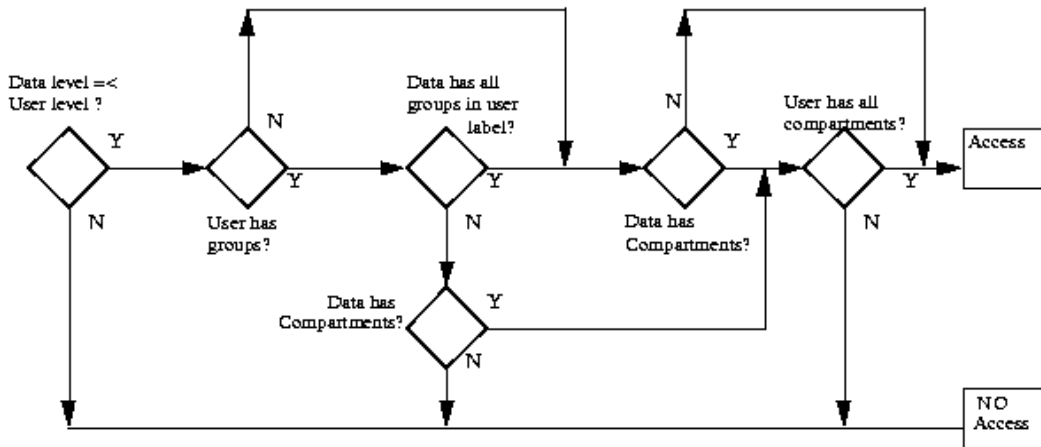 Data level =<
User level ?
Y
N
N
Y
User has
groups?
Data has all
groups in user
label?
Y
N
Data has
Compartments?
Y
N
N
Y
Data has
Compartments?
User has all
compartments?
Y
N
Access
NO
Access